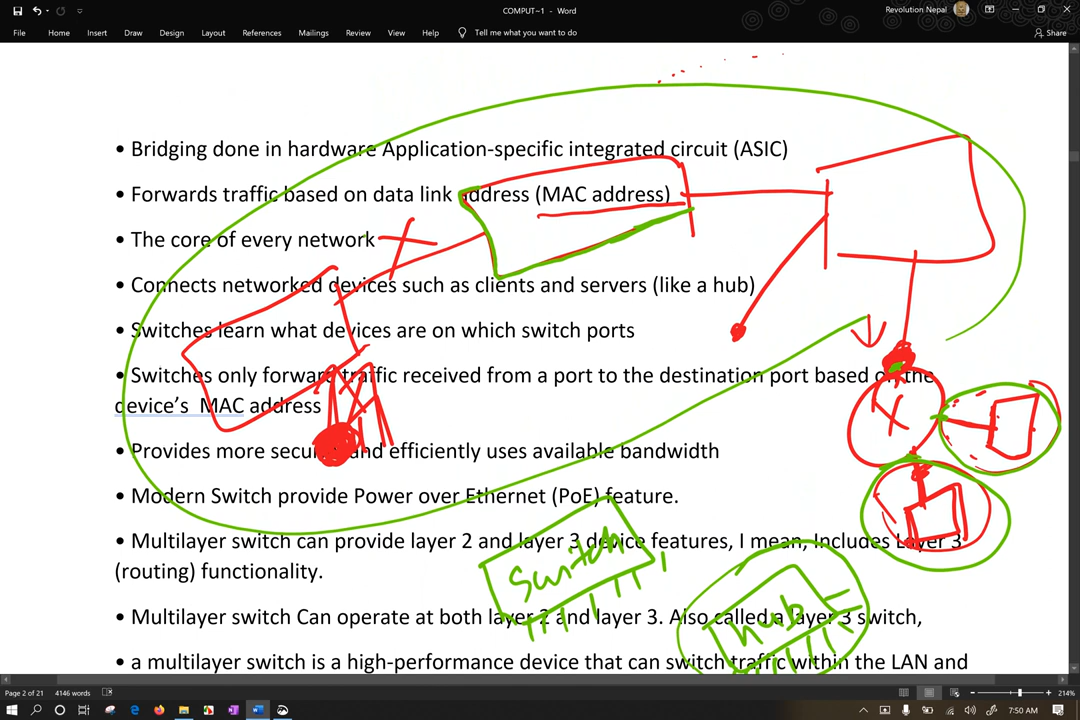 COMPUT~1 - Word
Revolution Nepal
File Home Insert Draw Design Layout References Mailings Review View Help Tell me what you want to do Share
• Bridging done in hardware Application-specific integrated circuit (ASIC)
• Forwards traffic based on data link address (MAC address)
• The core of every network
• Connects networked devices such as clients and servers (like a hub)
• Switches learn what devices are on which switch ports
• Switches only forward traffic received from a port to the destination port based on the
device’s MAC address
• Provides more security and efficiently uses available bandwidth
• Modern Switch provide Power over Ethernet (PoE) feature.
• Multilayer switch can provide layer 2 and layer 3 device features, I mean, Includes Layer 3
(routing) functionality.
Switch
• Multilayer switch Can operate at both layer 2 and layer 3. Also called a layer 3 switch,
hub
• a multilayer switch is a high-performance device that can switch traffic within the LAN and
Page 2 of 21 4146 words 214%
7:50 AM